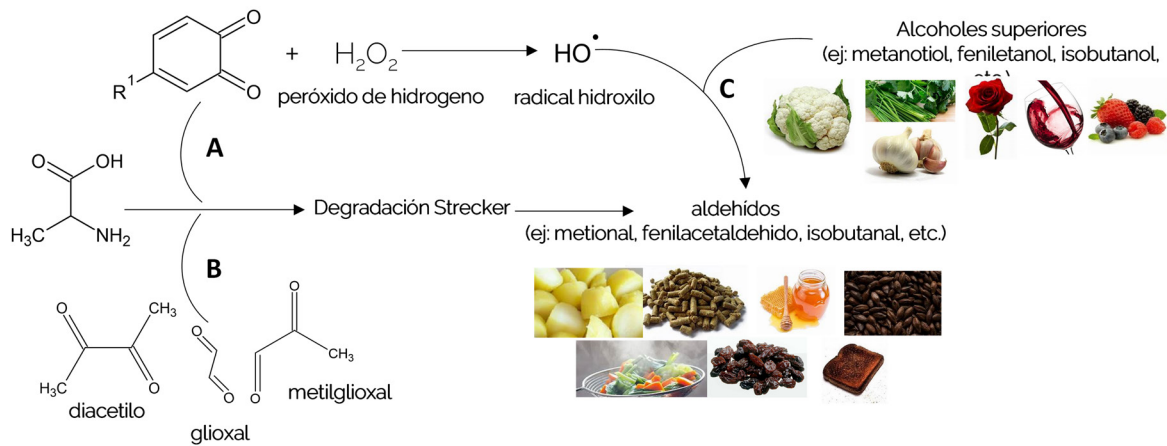 O
O
R¹
+
H₂O₂
peróxido de hidrogeno
HO•
radical hidroxilo
C
Alcoholes superiores
(ej: metanotiol, feniletanol, isobutanol,
A
O
OH
H₃C
NH₂
Degradación Strecker
aldehídos
(ej: metional, fenilacetaldehido, isobutanal, etc.)
B
O
CH₃
H₃C
O
diacetilo
O
O
glioxal
O
CH₃
O
metilglioxal